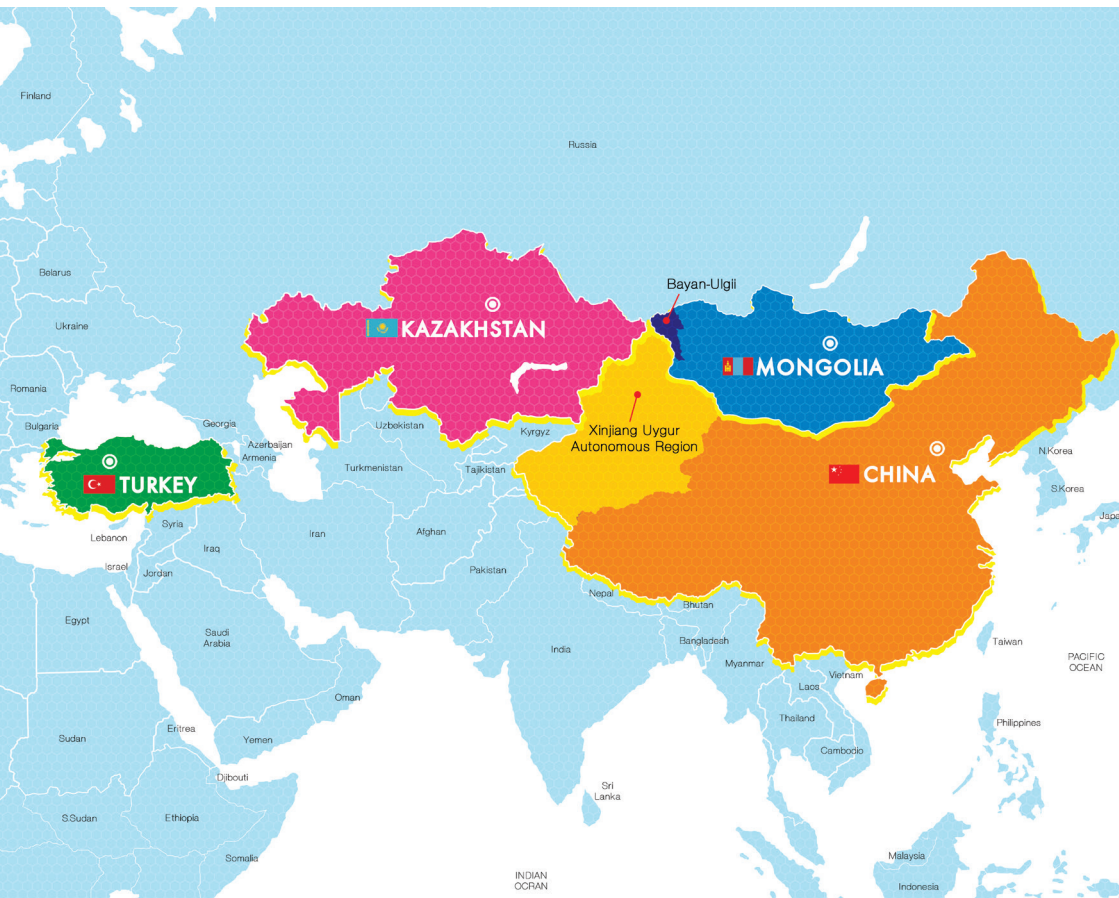 Finland
Russia
Belarus
Bayan-Ulgii
Ukraine
KAZAKHSTAN
MONGOLIA
Romania
Bulgaria
Georgia
Uzbekistan
Kyrgyz
Xinjiang Uygur
Autonomous Region
Azerbaijan
Armenia
Turkmenistan
Tajikistan
N.Korea
CHINA
TURKEY
S.Korea
Japa
Syria
Lebanon
Iran
Afghan
Iraq
Israel
Jordan
Pakistan
Nepal
Bhutan
Egypt
Saudi
Arabia
India
Bangladesh
Taiwan
Myanmar
PACIFIC
OCEAN
Vietnam
Laos
Oman
Thailand
Philippines
Eritrea
Sudan
Yemen
Cambodio
Djibouti
Sri
Lanka
S.Sudan
Ethiopia
Somalia
Malaysia
INDIAN
OCRAN
Indonesia